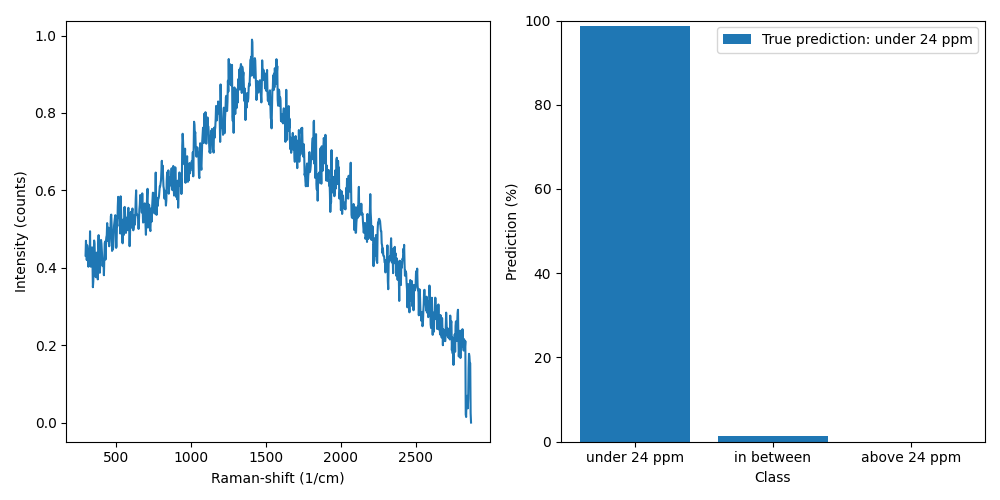 1.0
0.8
0.6
0.4
0.2
0.0
Intensity (counts)
500 1000 1500 2000 2500
Raman-shift (1/cm)
100
80
60
40
20
0
Prediction (%)
True prediction: under 24 ppm
under 24 ppm in between above 24 ppm
Class